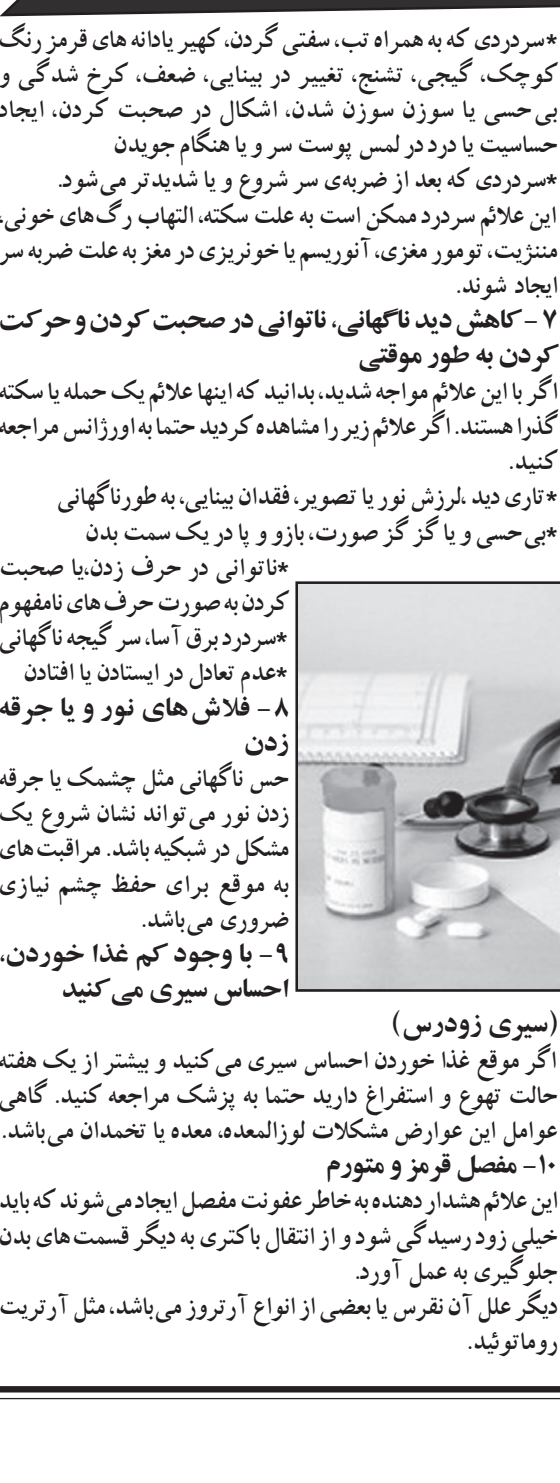 *سردردی که به همراه تب، سفتی گردن، کهیر یادانه های قرمز رنگ
کوچک، گیجی، تشنج، تغییر در بینایی، ضعف، کرخ شدگی و
بی‌حسی یا سوزن سوزن شدن، اشکال در صحبت کردن، ایجاد
حساسیت یا درد در لمس پوست سر و یا هنگام جویدن
*سردردی که بعد از ضربه‌ی سر شروع و یا شدیدتر می‌شود.
این علائم سردرد ممکن است به علت سکته، التهاب رگ‌های خونی،
مننژیت، تومور مغزی، آنوریسم یا خونریزی در مغز به علت ضربه سر
ایجاد شوند.
۷ - کاهش دید ناگهانی، ناتوانی در صحبت کردن و حرکت
کردن به طور موقتی
اگر با این علائم مواجه شدید، بدانید که اینها علائم یک حمله یا سکته
گذرا هستند. اگر علائم زیر را مشاهده کردید حتما به اورژانس مراجعه
کنید.
*تاری دید ،لرزش نور یا تصویر، فقدان بینایی، به طورناگهانی
*بی‌حسی و یا گز گز صورت، بازو و پا در یک سمت بدن
*ناتوانی در حرف زدن،یا صحبت
کردن به صورت حرف های نامفهوم
*سردرد برق آسا، سر گیجه ناگهانی
*عدم تعادل در ایستادن یا افتادن
۸- فلاش های نور و یا جرقه
زدن
حس ناگهانی مثل چشمک یا جرقه
زدن نور می‌تواند نشان شروع یک
مشکل در شبکیه باشد. مراقبت‌های
به موقع برای حفظ چشم نیازی
ضروری می‌باشد.
۹- با وجود کم غذا خوردن،
احساس سیری می‌کنید
(سیری زودرس)
اگر موقع غذا خوردن احساس سیری می‌کنید و بیشتر از یک هفته
حالت تهوع و استفراغ دارید حتما به پزشک مراجعه کنید. گاهی
عوامل این عوارض مشکلات لوزالمعده، معده یا تخمدان می‌باشد.
۱۰- مفصل قرمز و متورم
این علائم هشدار دهنده به خاطر عفونت مفصل ایجادمی‌شوند که باید
خیلی زود رسیدگی شود و از انتقال باکتری به دیگر قسمت‌های بدن
جلوگیری به عمل آورد.
دیگر علل آن نقرس یا بعضی از انواع آرتروز می‌باشد، مثل آرتریت
روماتوئید.